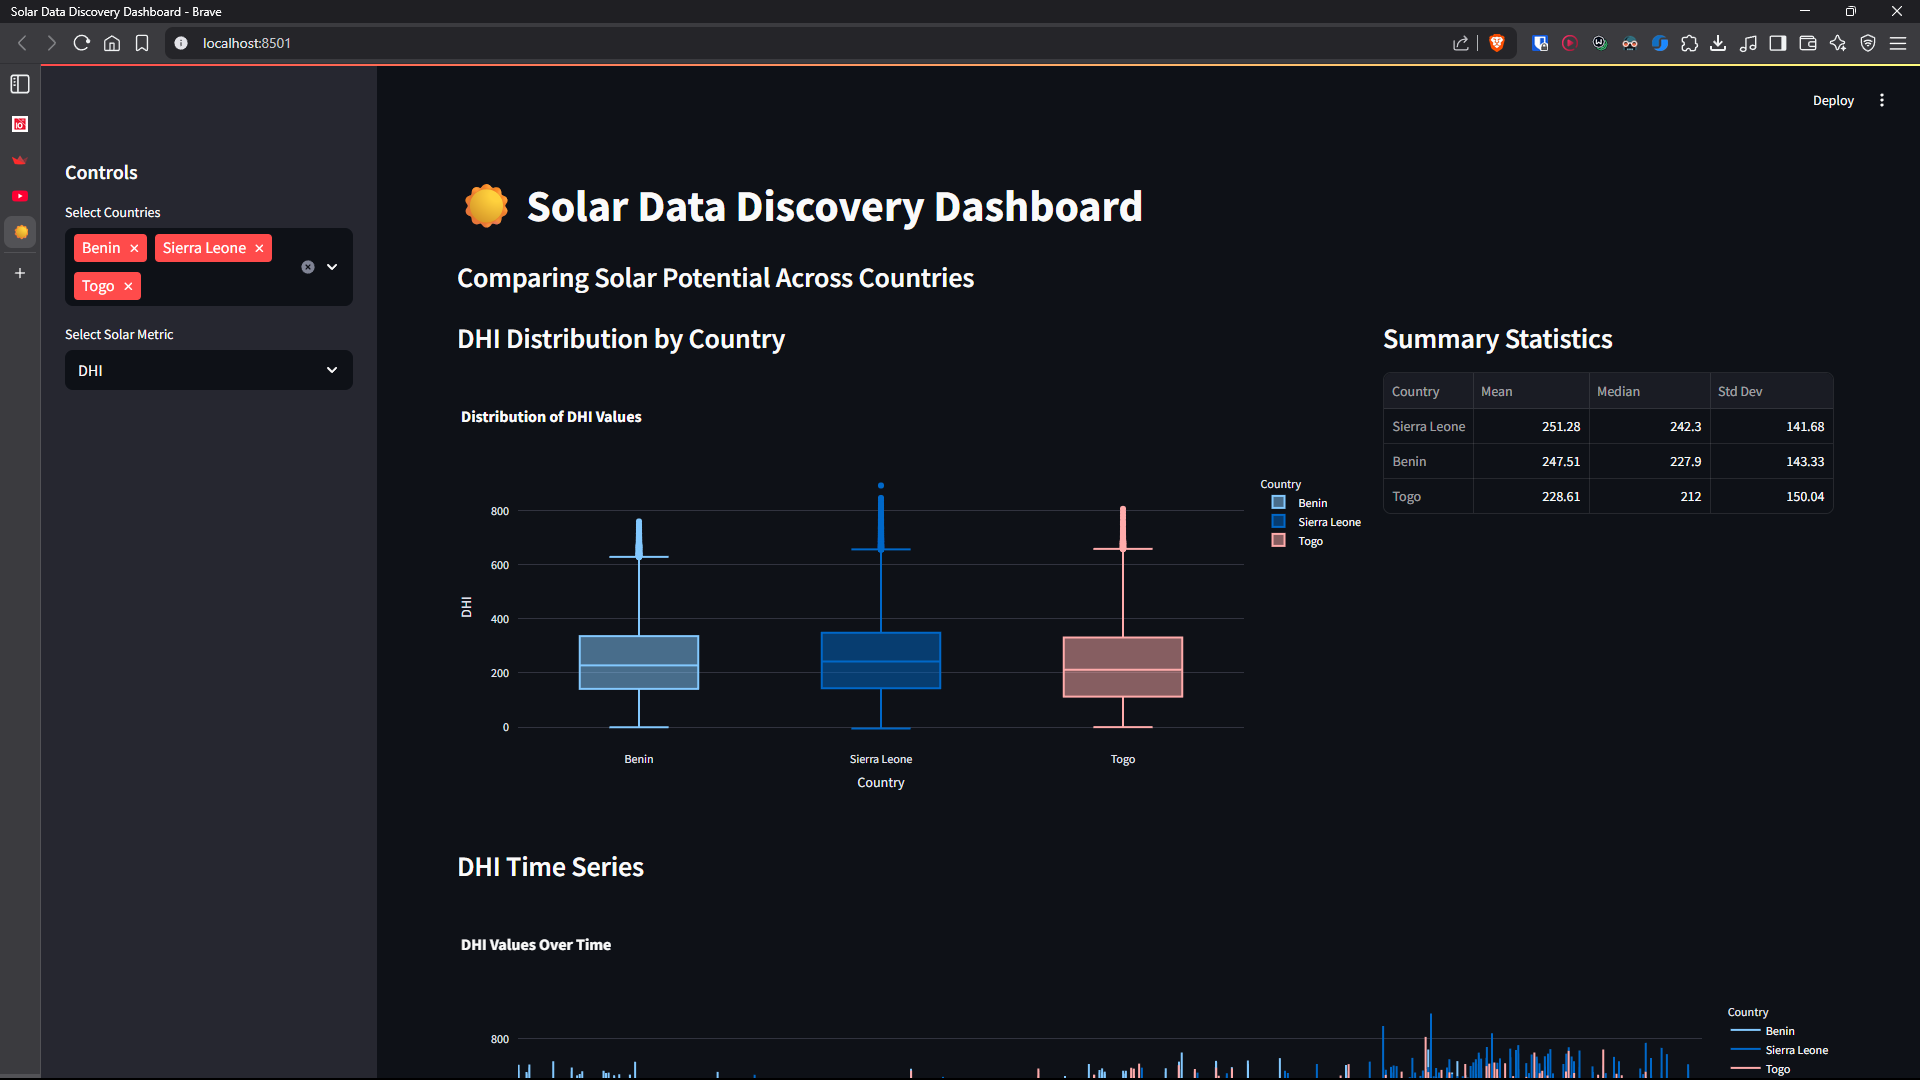 Solar Data Discovery Dashboard - Brave
localhost:8501
Deploy
Controls
Select Countries
Benin
Sierra Leone
Togo
Select Solar Metric
DHI
Solar Data Discovery Dashboard
Comparing Solar Potential Across Countries
DHI Distribution by Country
Distribution of DHI Values
800
600
400
200
0
DHI
Benin
Sierra Leone
Togo
Country
Country
Benin
Sierra Leone
Togo
Summary Statistics
Country Mean Median Std Dev
Sierra Leone 251.28 242.3 141.68
Benin 247.51 227.9 143.33
Togo 228.61 212 150.04
DHI Time Series
DHI Values Over Time
800
Country
Benin
Sierra Leone
Togo